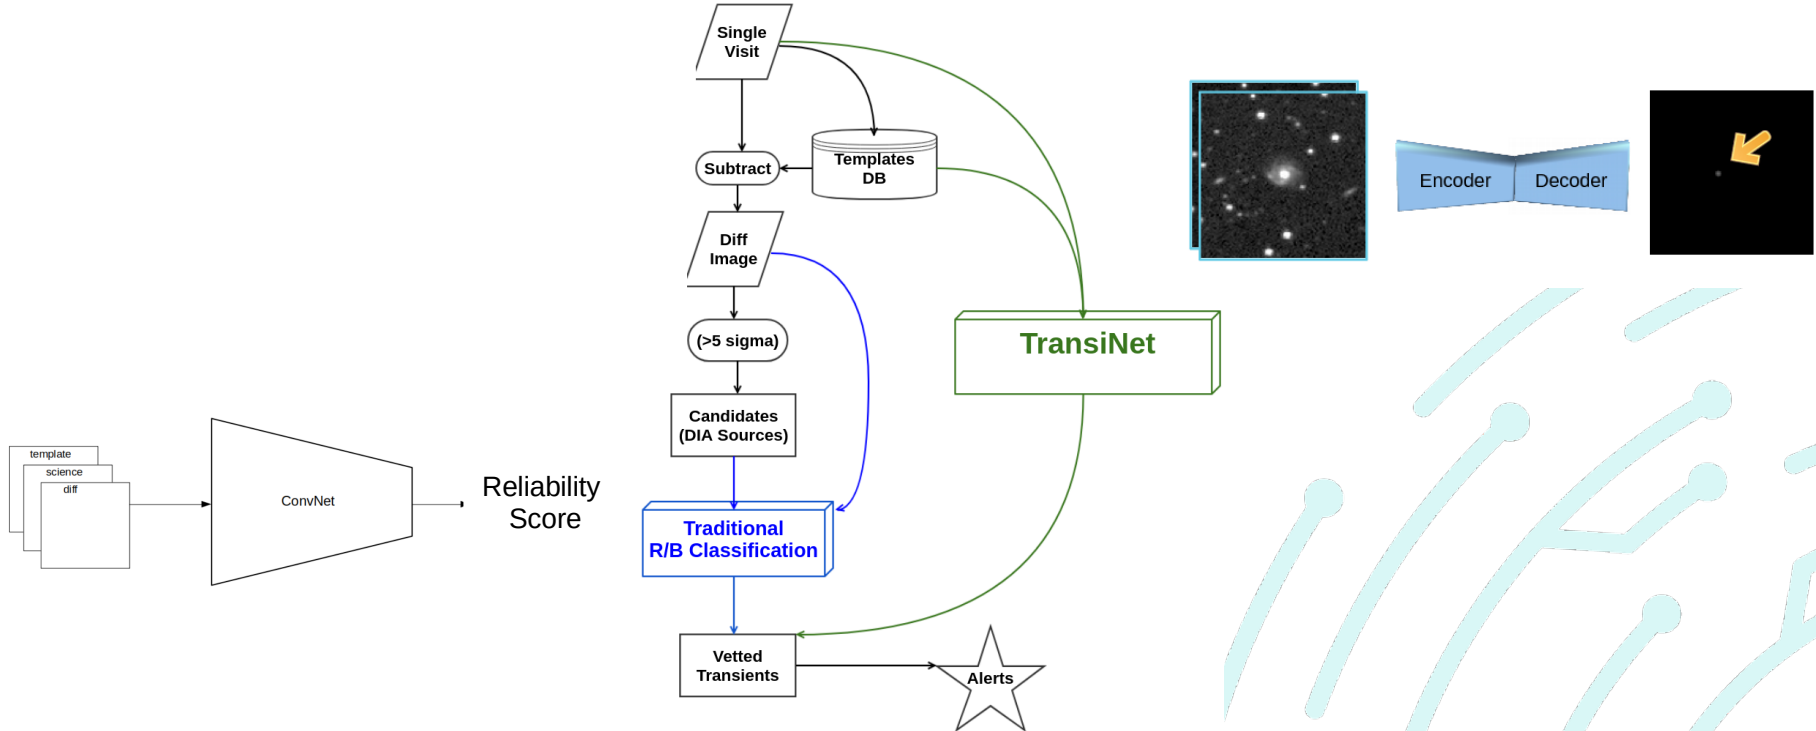 template
science
diff
ConvNet
Reliability
Score
Single
Visit
Subtract
Templates
DB
Diff
Image
(>5 sigma)
Candidates
(DIA Sources)
Traditional
R/B Classification
Vetted
Transients
Alerts
TransiNet
Encoder
Decoder